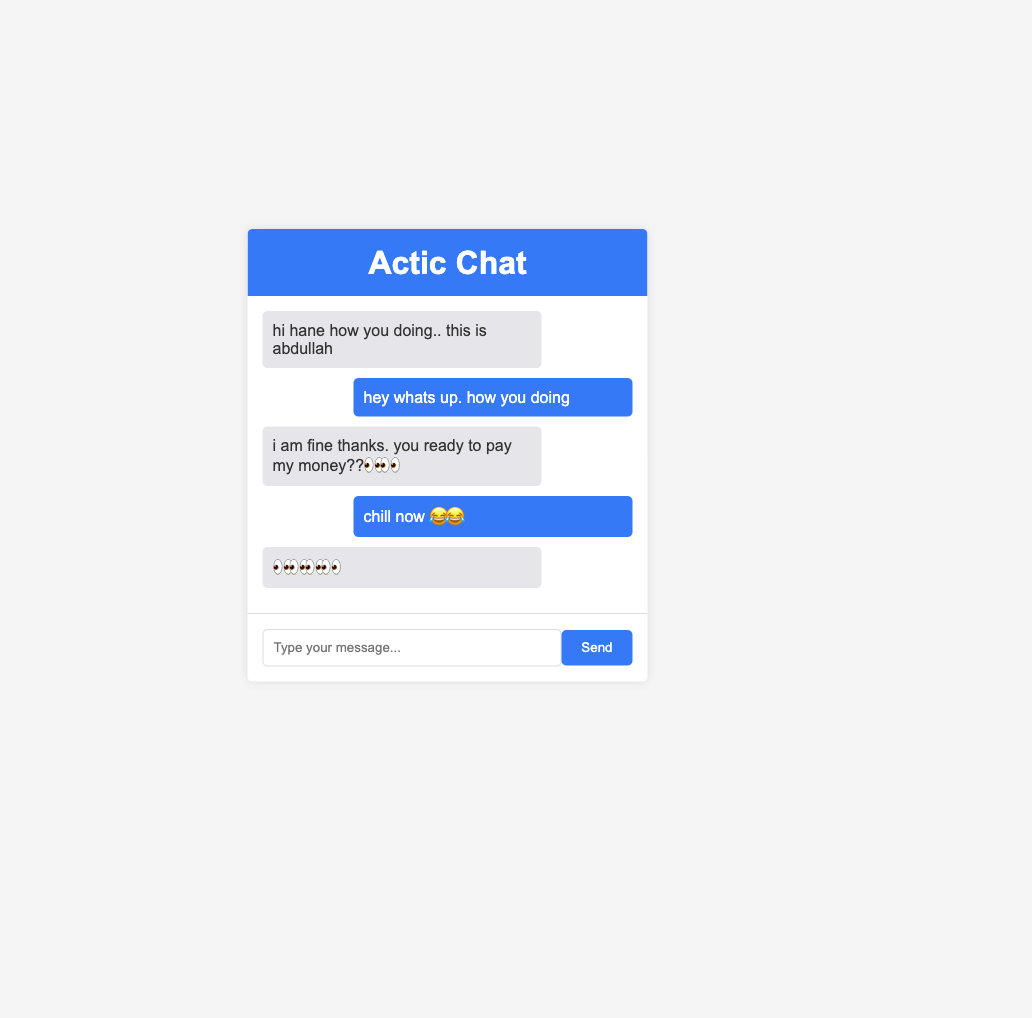 Actic Chat
hi hane how you doing.. this is
abdullah
hey whats up. how you doing
i am fine thanks. you ready to pay
my money??👀👀👀
chill now 😂😂
👀👀👀👀
Type your message...
Send